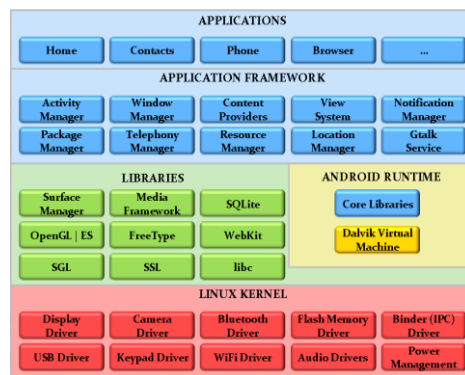 APPLICATIONS
Home Contacts Phone Browser ...
APPLICATION FRAMEWORK
Activity Manager Window Manager Content Providers View System Notification Manager
Package Manager Telephony Manager Resource Manager Location Manager Gtalk Service
LIBRARIES
Surface Manager Media Framework SQLite
OpenGL | ES FreeType WebKit
SGL SSL libc
ANDROID RUNTIME
Core Libraries
Dalvik Virtual Machine
LINUX KERNEL
Display Driver Camera Driver Bluetooth Driver Flash Memory Driver Binder (IPC) Driver
USB Driver Keypad Driver WiFi Driver Audio Drivers Power Management